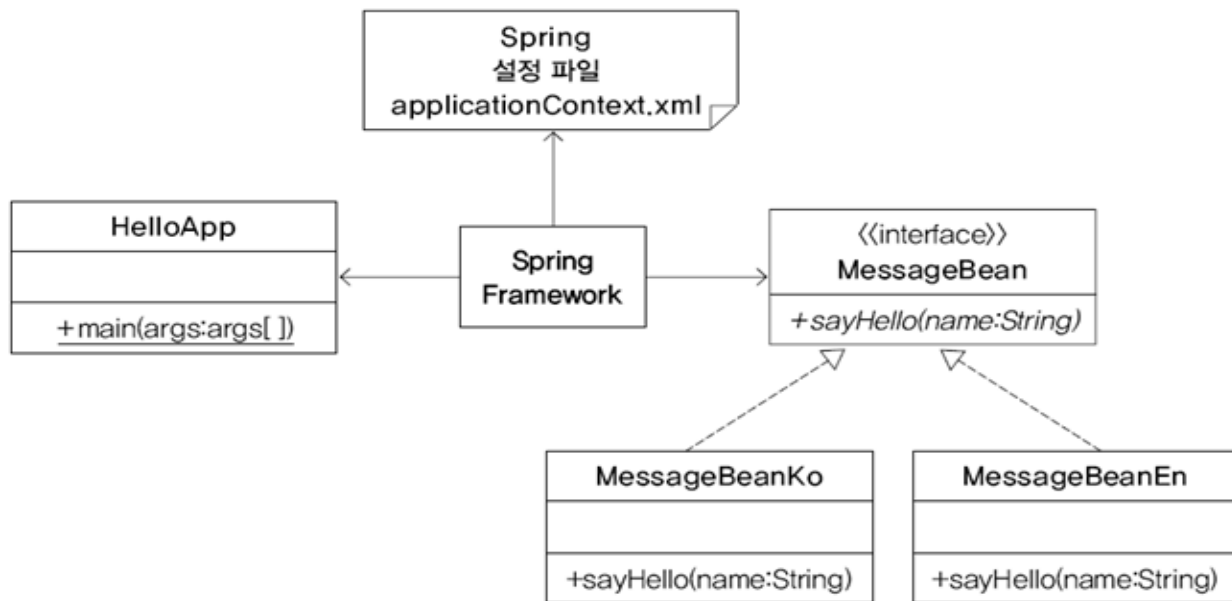 Spring
설정 파일
applicationContext.xml
HelloApp
+main(args:args[ ])
Spring
Framework
《interface》
MessageBean
+sayHello(name:String)
MessageBeanKo
+sayHello(name:String)
MessageBeanEn
+sayHello(name:String)